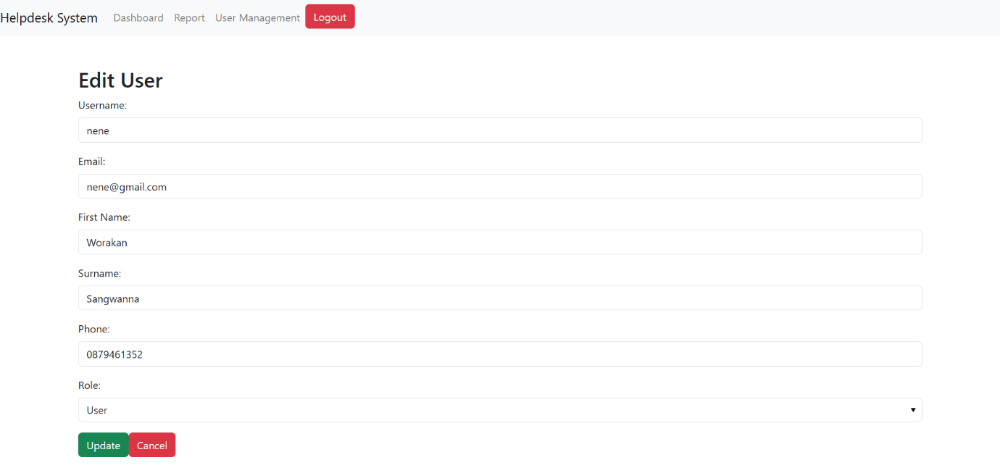 Helpdesk System Dashboard Report User Management Logout
Edit User
Username:
nene
Email:
nene@gmail.com
First Name:
Worakan
Surname:
Sangwanna
Phone:
0879461352
Role:
User
Update Cancel